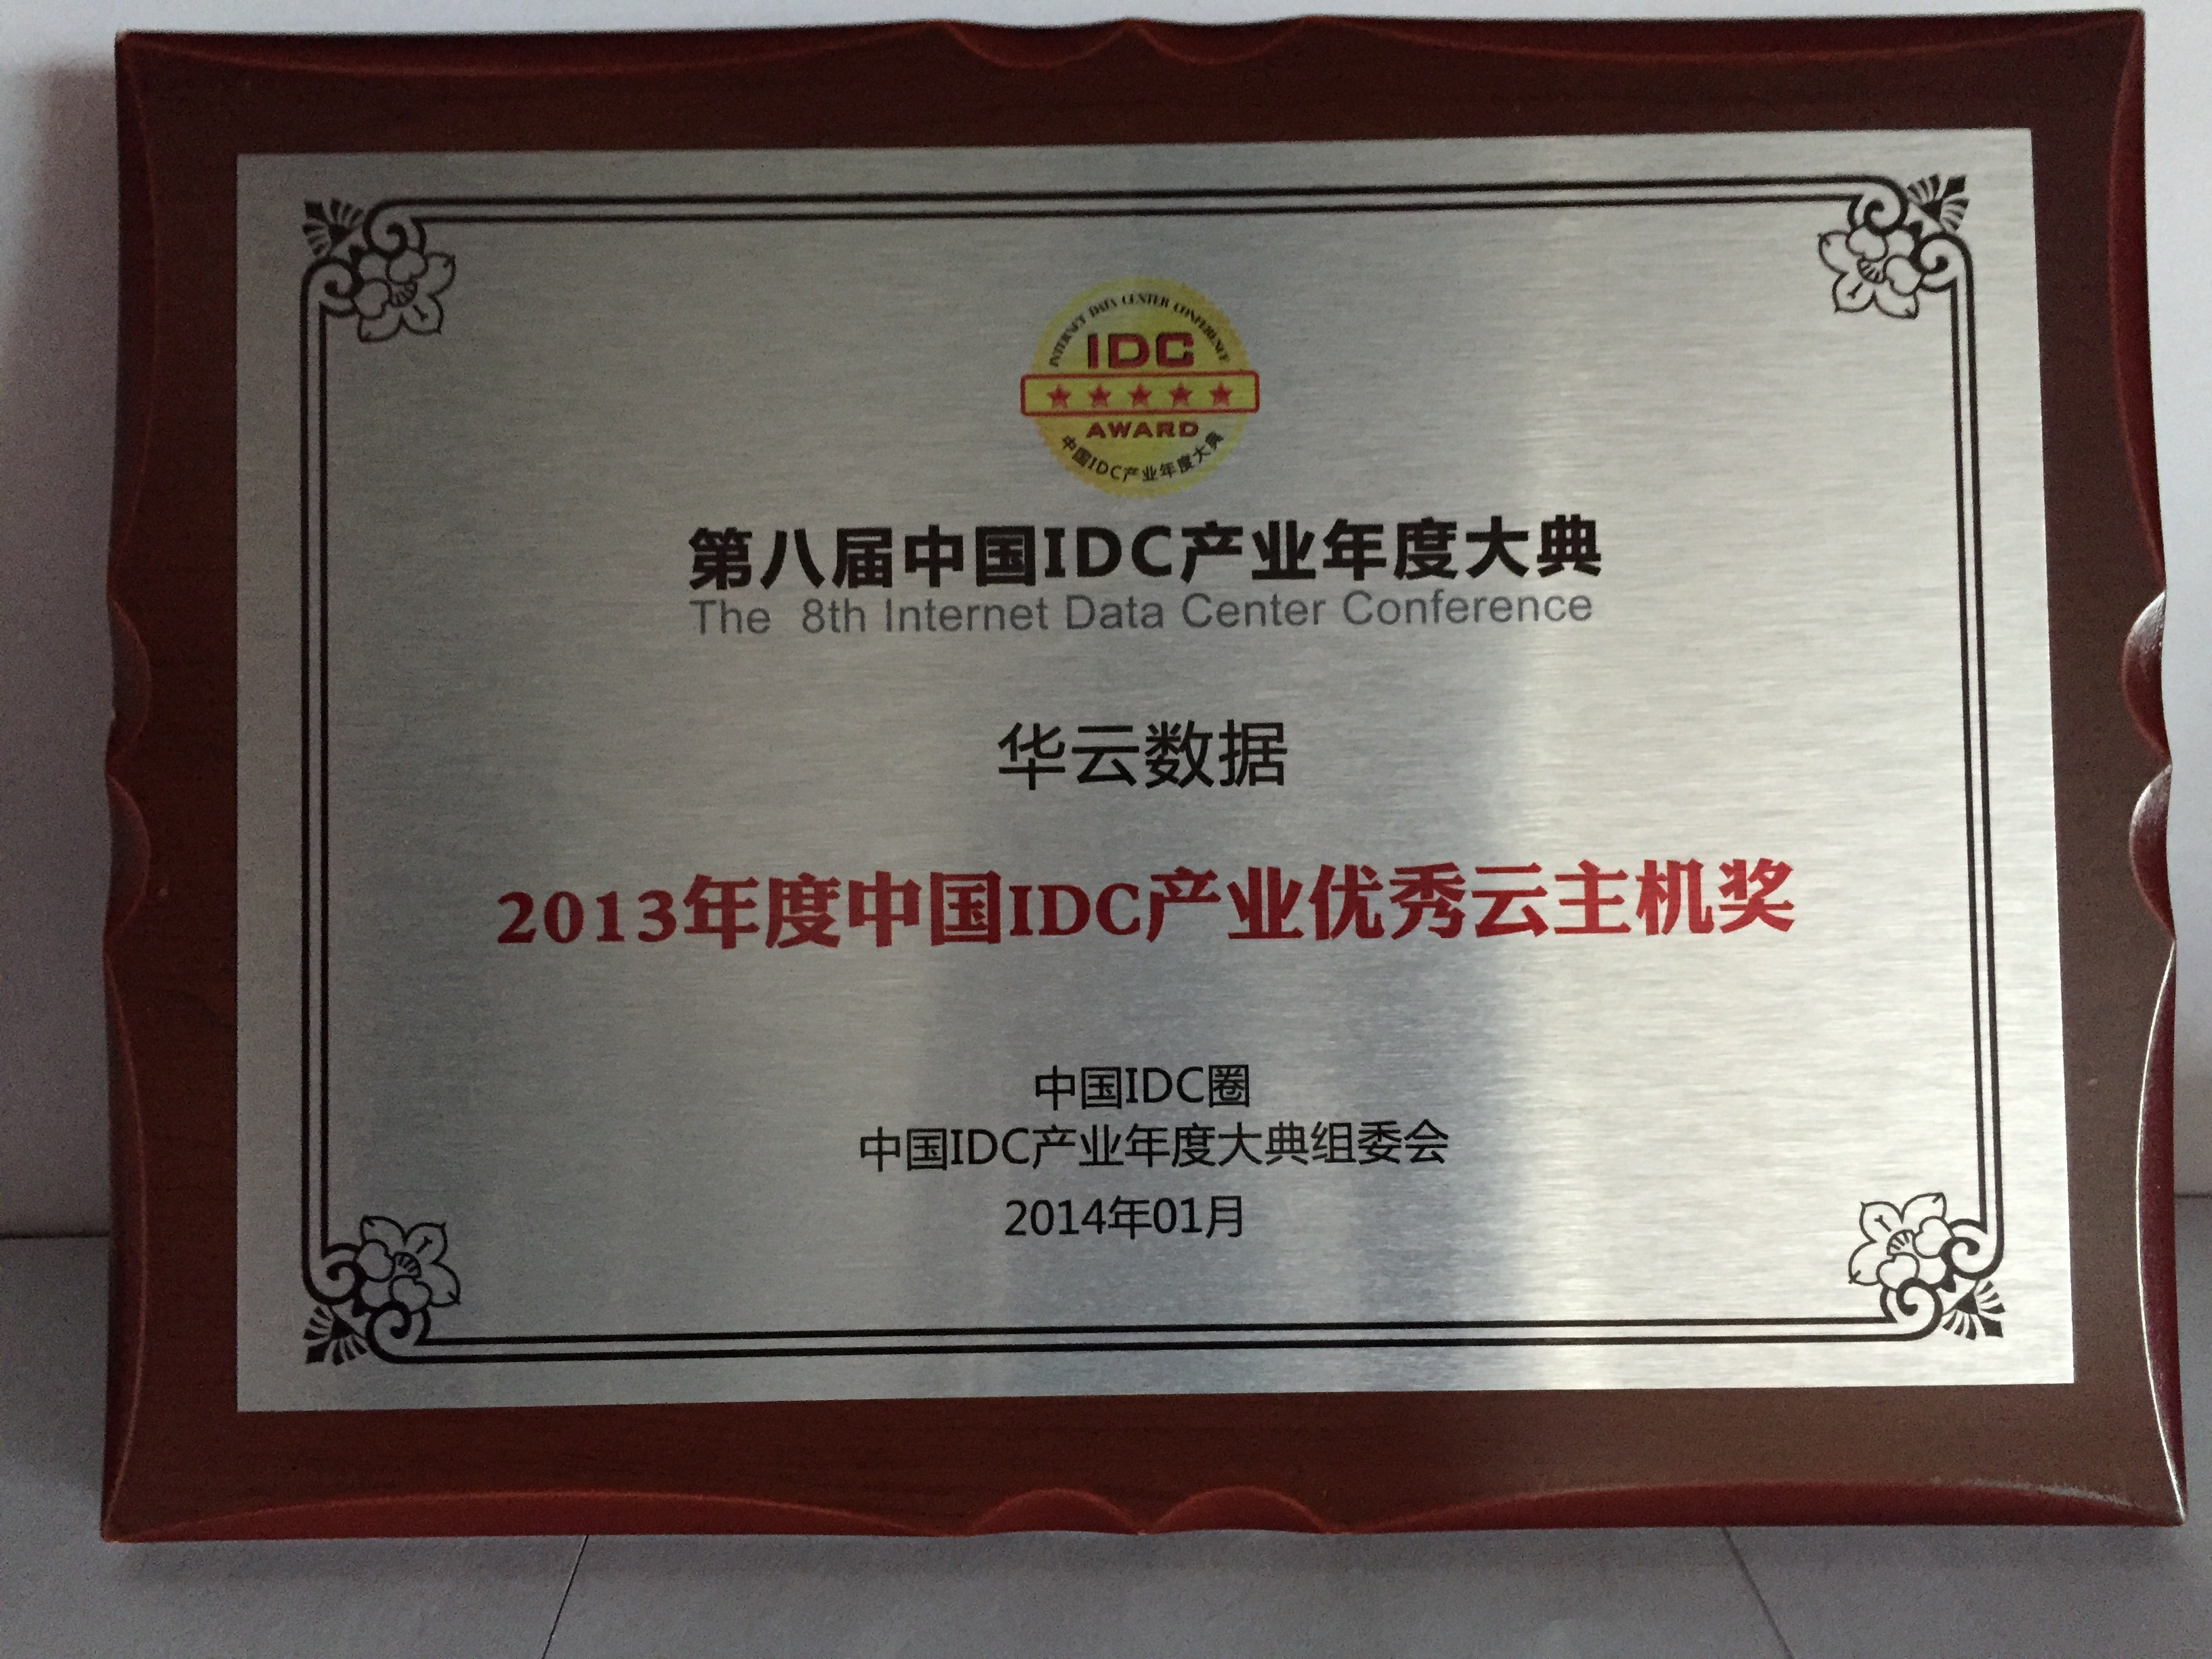 INTERNET DATA CENTER CONFERENCE
IDC
AWARD
中国IDC产业年度大典
第八届中国IDC产业年度大典
The 8th Internet Data Center Conference
华云数据
2013年度中国IDC产业优秀云主机奖
中国IDC圈
中国IDC产业年度大典组委会
2014年01月